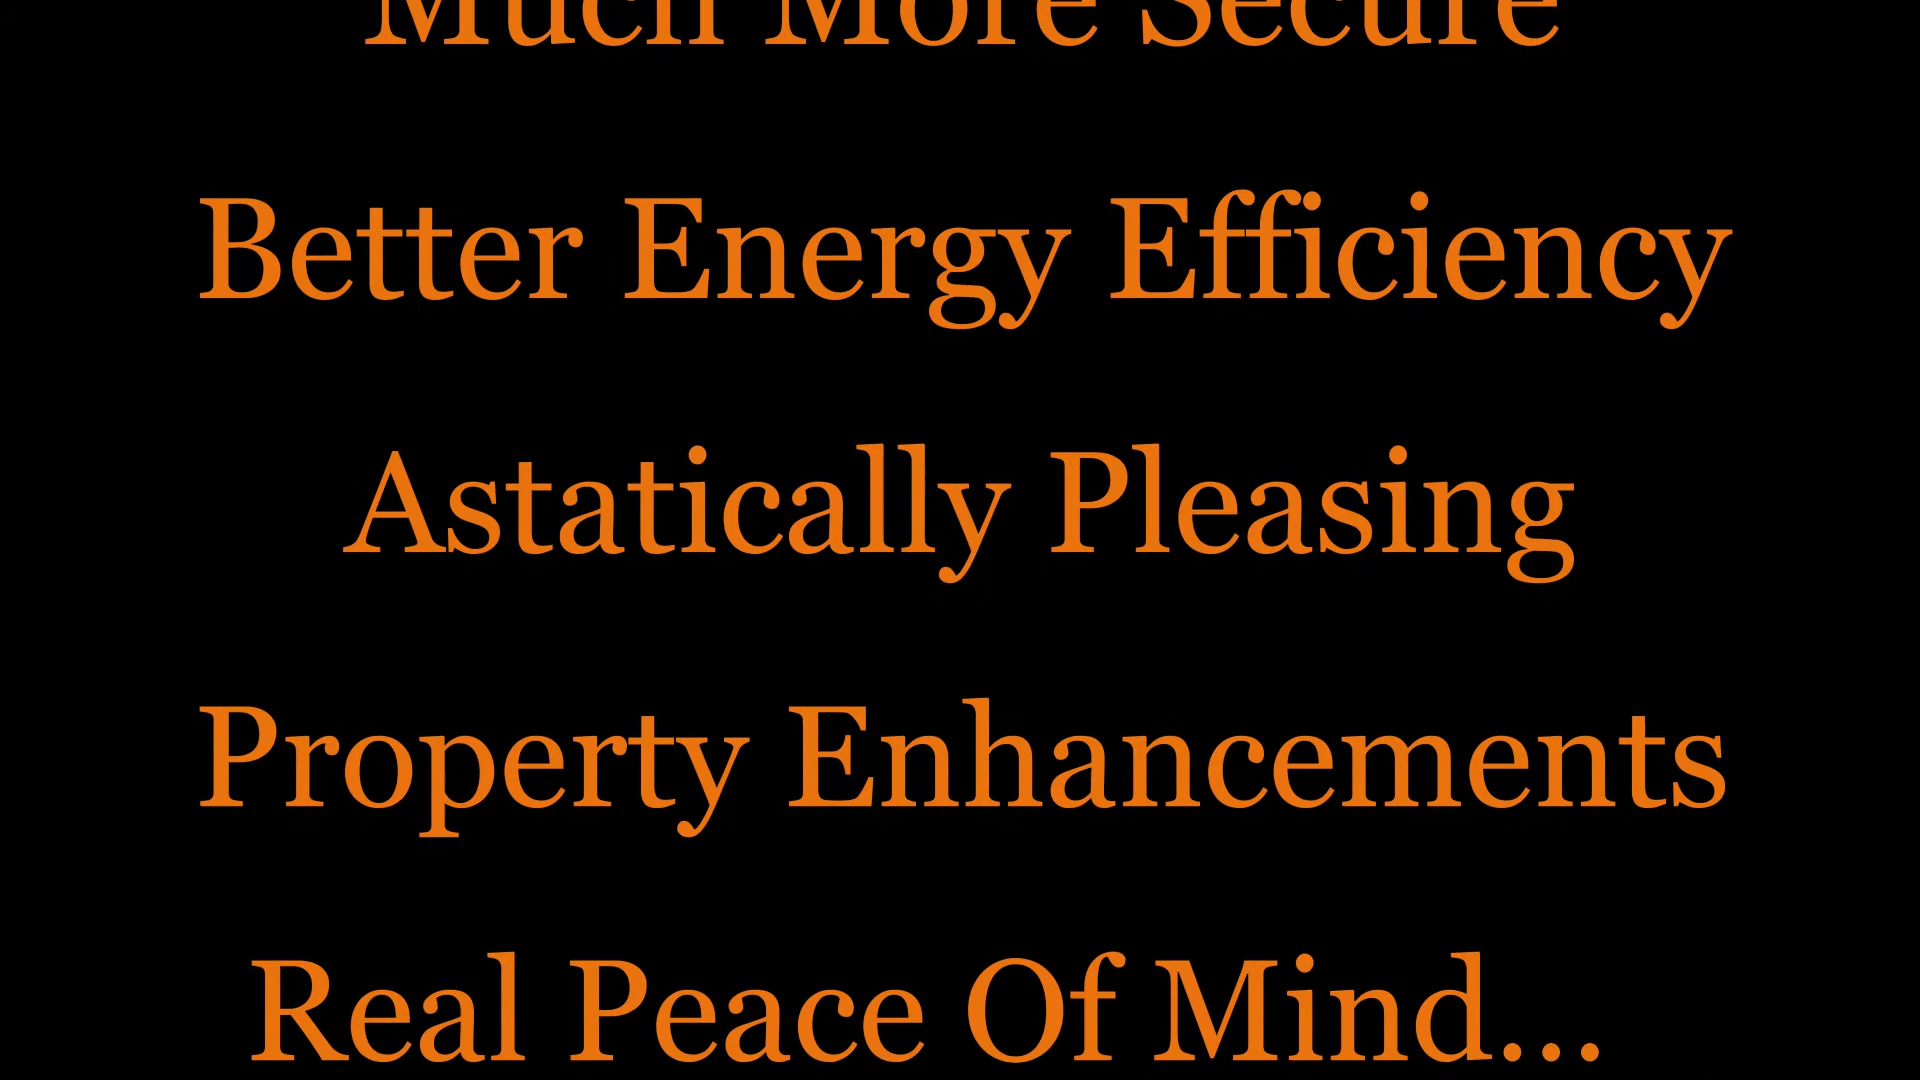 Much More Secure
Better Energy Efficiency
Astatically Pleasing
Property Enhancements
Real Peace Of Mind...